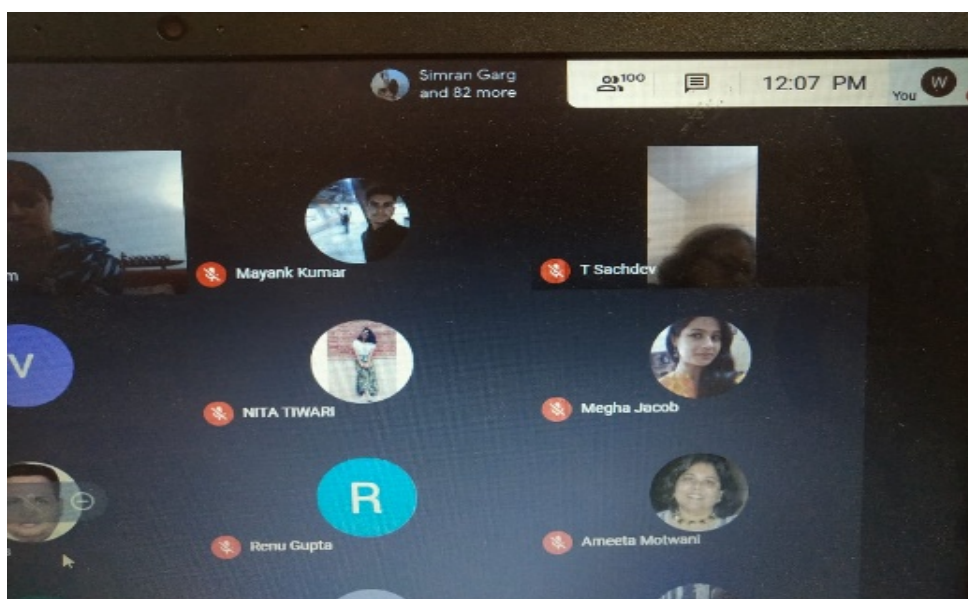 Simran Garg
and 82 more
100
12:07 PM
You
W
m
Mayank Kumar
T Sachdev
V
NITA TIWARI
Megha Jacob
R
Renu Gupta
Ameeta Motwani